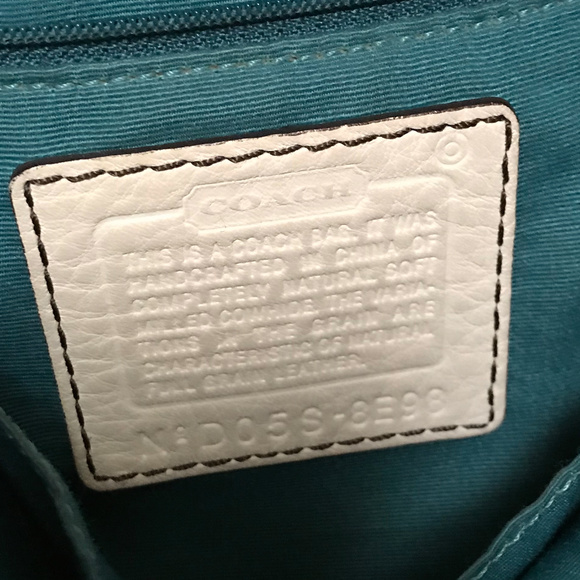 COACH
THIS IS A COACH BAG. IT WAS
HANDCRAFTED IN CHINA OF
COMPLETELY NATURAL SOFT
MILLED COWHIDE, THE VARIA-
TIONS IN THE GRAIN ARE
CHARACTERISTIC OF NATURAL
FULL GRAIN LEATHER.
Nº D05S-8E98